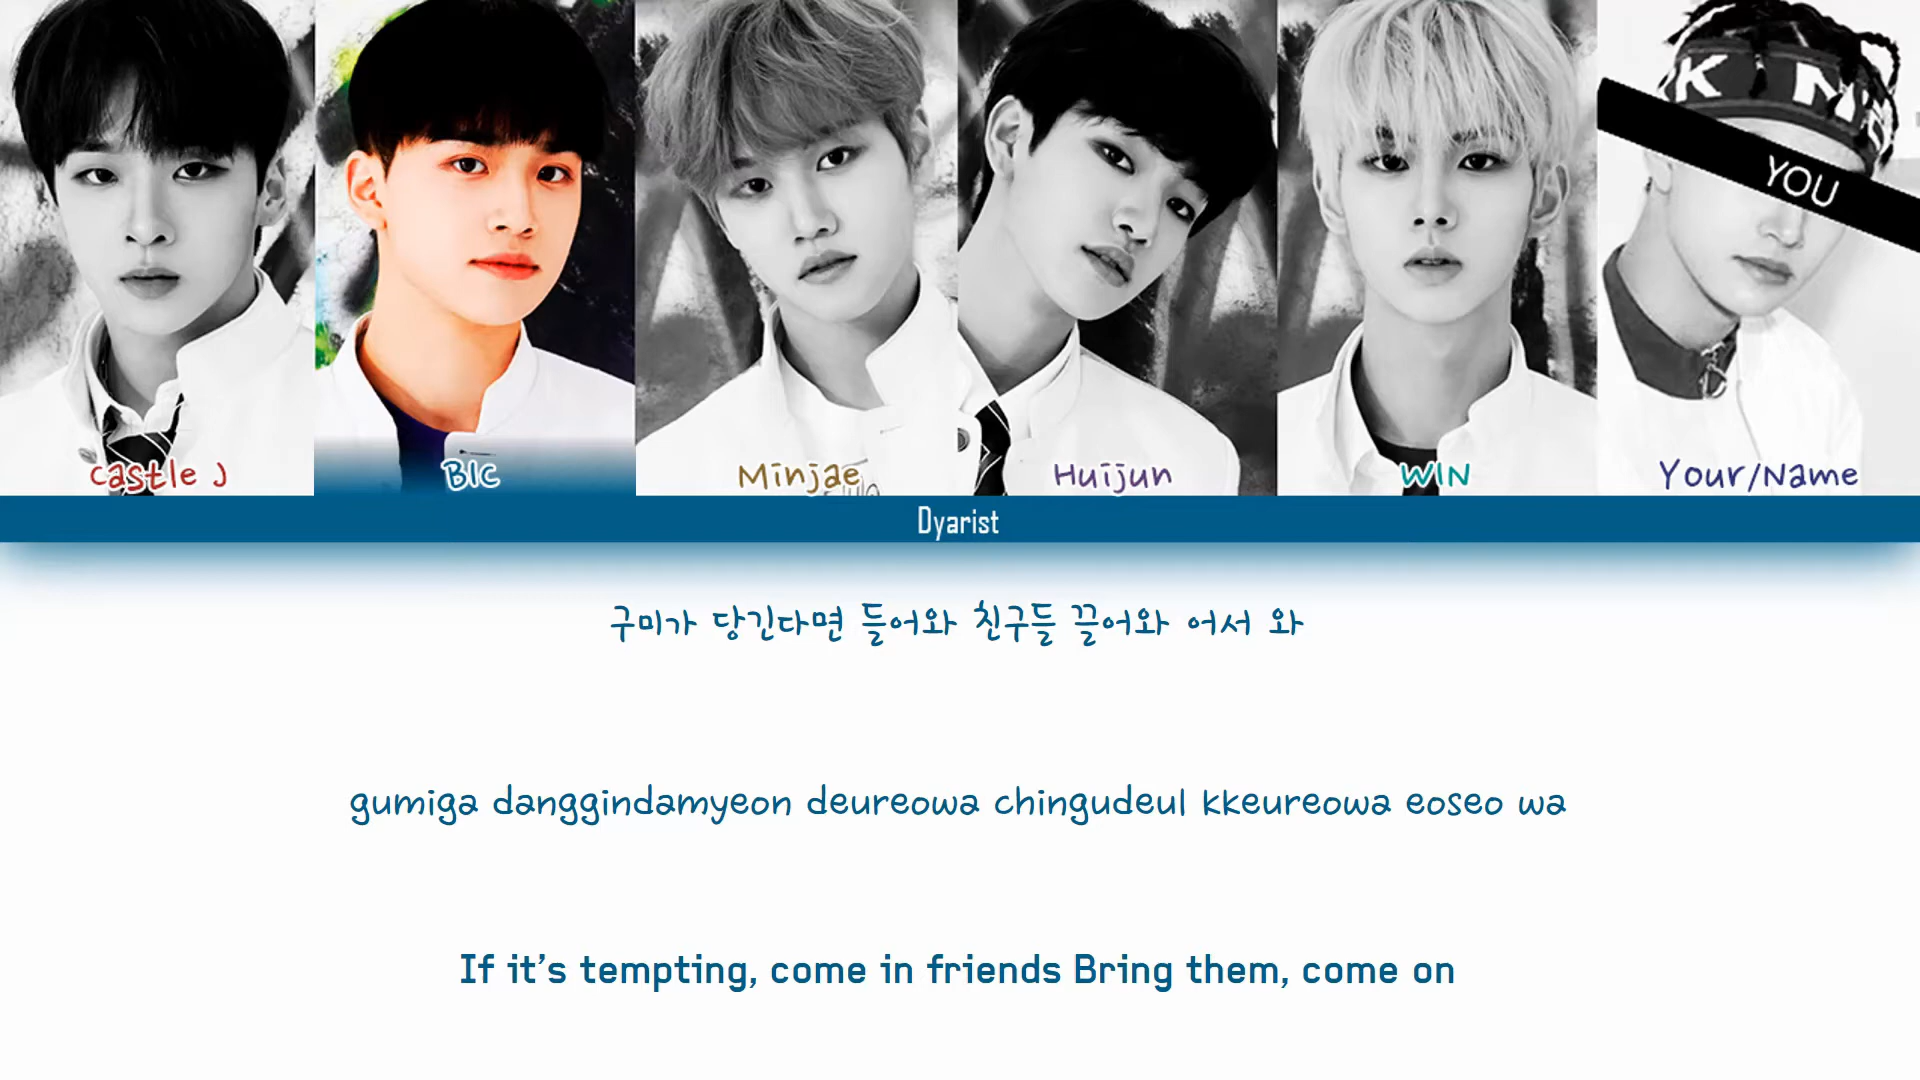 K
N
YOU
Castle J
BIC
Minjae
Huijun
WIN
Your/Name
Dyarist
구미가 당긴다면 들어와 친구들 끌어와 어서 와
gumiga danggindamyeon deureowa chingudeul kkeureowa eoseo wa
If it's tempting, come in friends Bring them, come on